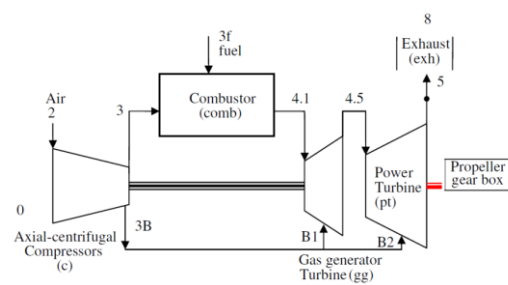 8
Exhaust
(exh)
3f
fuel
5
Air
2
3
Combustor
(comb)
4.1
4.5
Power
Turbine
(pt)
Propeller
gear box
0
3B
B1
B2
Axial-centrifugal
Compressors
(c)
Gas generator
Turbine (gg)